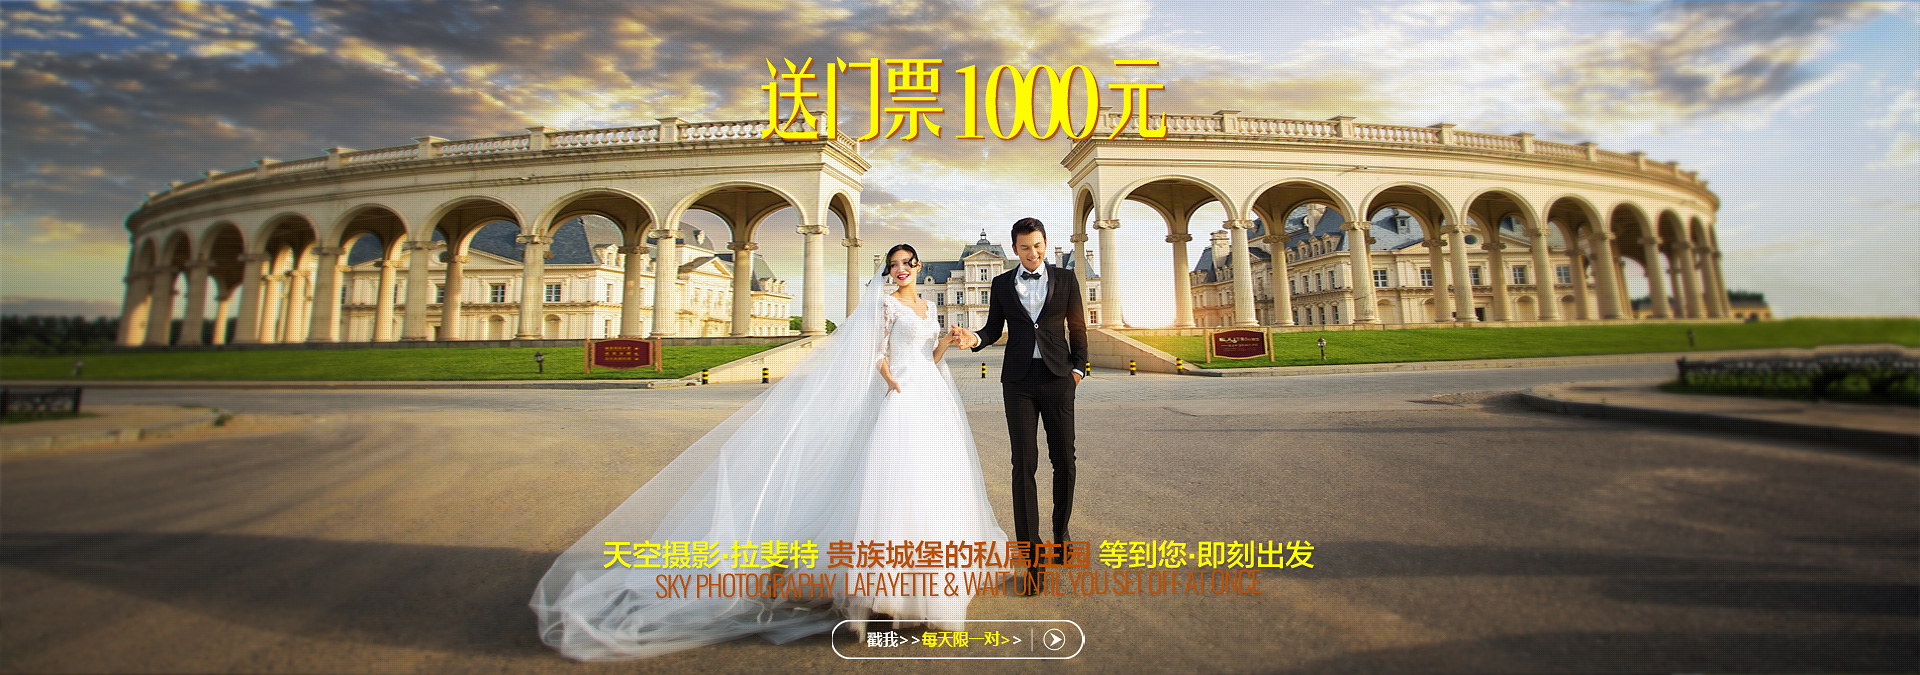 送门票1000元
天空摄影·拉斐特 贵族城堡的私属庄园 等到您·即刻出发
SKY PHOTOGRAPHY. LAFAYETTE & WAIT UNTIL YOU SET OFF AT ONCE
戳我>>每天限一对>>